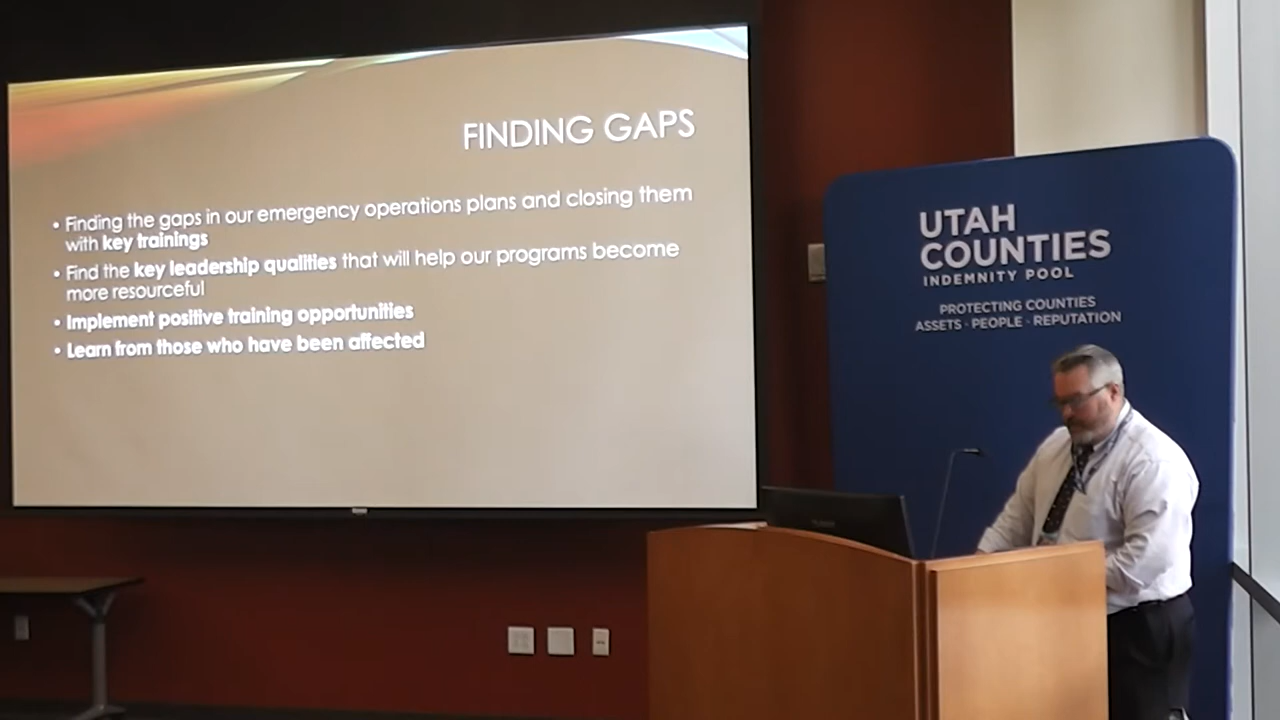 FINDING GAPS
• Finding the gaps in our emergency operations plans and closing them
with key trainings
• Find the key leadership qualities that will help our programs become
more resourceful
• Implement positive training opportunities
• Learn from those who have been affected
UTAH
COUNTIES
INDEMNITY POOL
PROTECTING COUNTIES
ASSETS · PEOPLE · REPUTATION